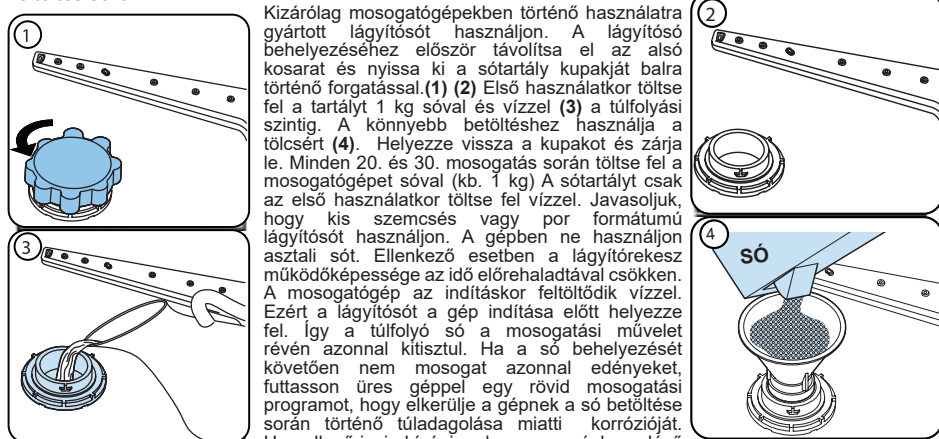 Kizárólag mosogatógépekben történő használatra
gyártott lágyítósót használjon. A lágyítósó
behelyezéséhez először távolítsa el az alsó
kosarat és nyissa ki a sótartály kupakját balra
történő forgatással.(1) (2) Első használatkor töltse
fel a tartályt 1 kg sóval és vízzel (3) a túlfolyási
szintig. A könnyebb betöltéshez használja a
tölcsért (4). Helyezze vissza a kupakot és zárja
le. Minden 20. és 30. mosogatás során töltse fel a
mosogatógépet sóval (kb. 1 kg) A sótartályt csak
az első használatkor töltse fel vízzel. Javasoljuk,
hogy kis szemcsés vagy por formátumú
lágyítósót használjon. A gépben ne használjon
asztali sót. Ellenkező esetben a lágyítórekesz
működőképessége az idő előrehaladtával csökken.
A mosogatógép az indításkor feltöltődik vízzel.
Ezért a lágyítósót a gép indítása előtt helyezze
fel. Így a túlfolyó só a mosogatási művelet
révén azonnal kitisztul. Ha a só behelyezését
követően nem mosogat azonnal edényeket,
futtasson üres géppel egy rövid mosogatási
programot, hogy elkerülje a gépnek a só betöltése
során történő túladagolása miatti korrózióját.
1
2
3
4
SÓ